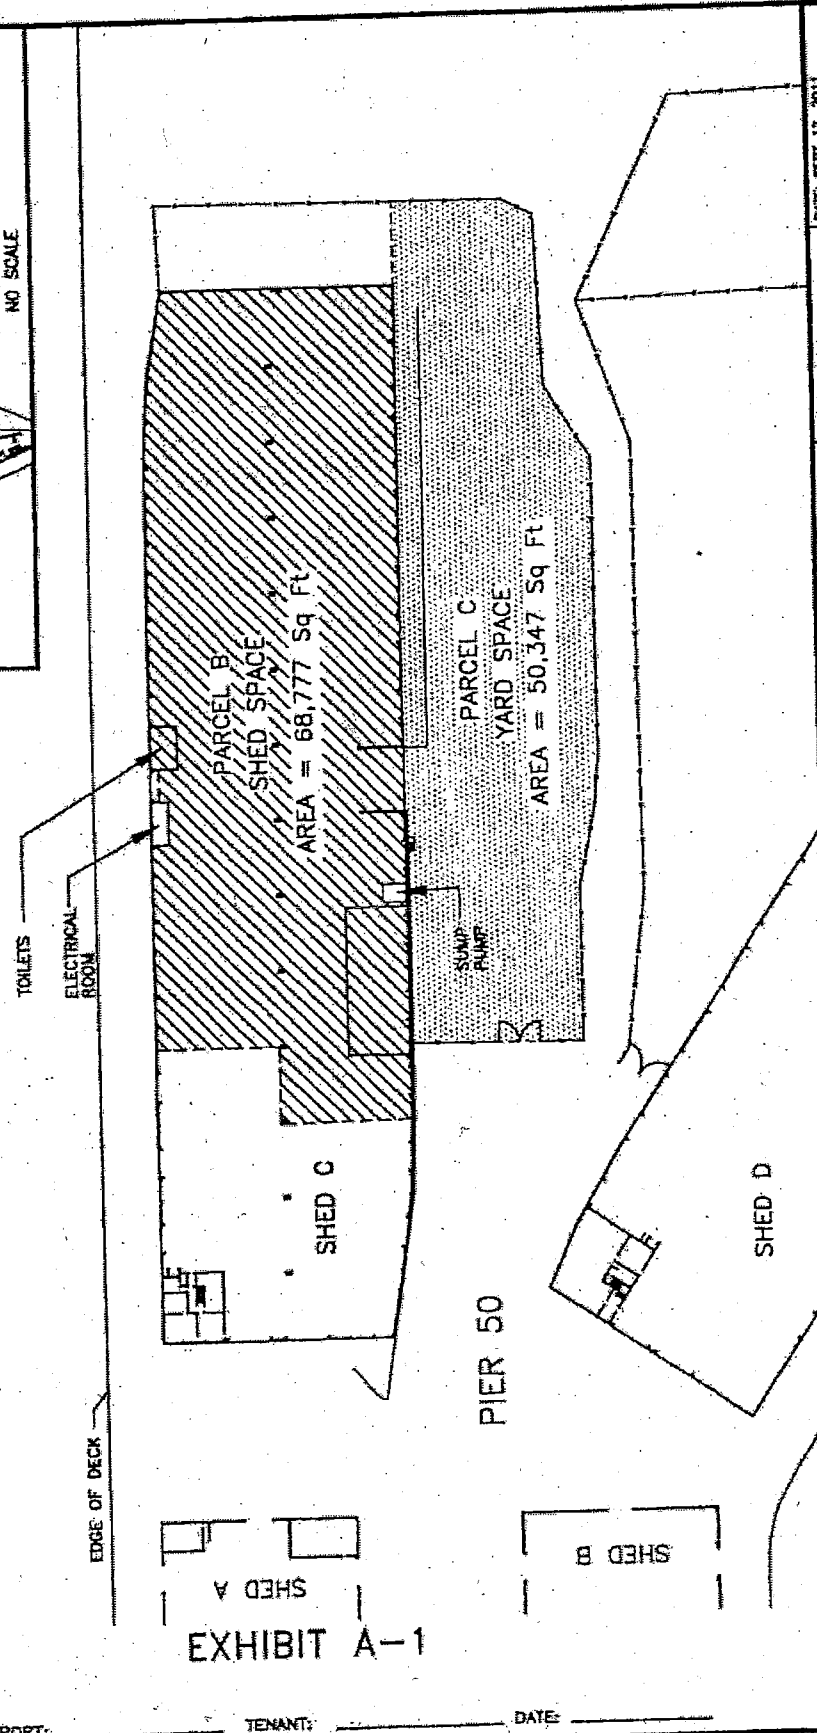 NO SCALE
TOILETS
ELECTRICAL
ROOM
PARCEL B
SHED SPACE
AREA = 68,777 Sq Ft
PARCEL C
YARD SPACE
AREA = 50,347 Sq Ft
SUMP
PUMP
SHED C
SHED D
PIER 50
EDGE OF DECK
SHED A
SHED B
EXHIBIT A-1
TENANT:
DATE: